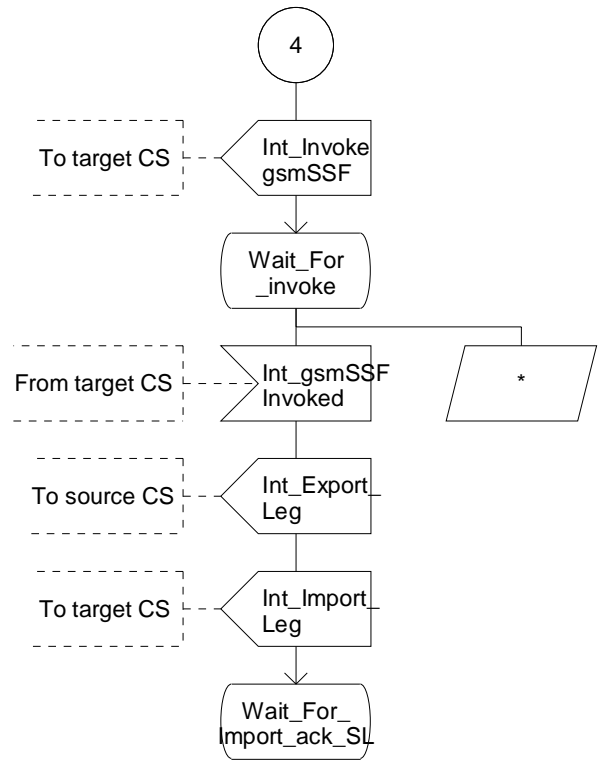 4
To target CS
Int_Invoke
gsmSSF
Wait_For
_invoke
From target CS
Int_gsmSSF
Invoked
*
To source CS
Int_Export_
Leg
To target CS
Int_Import_
Leg
Wait_For_
Import_ack_SL